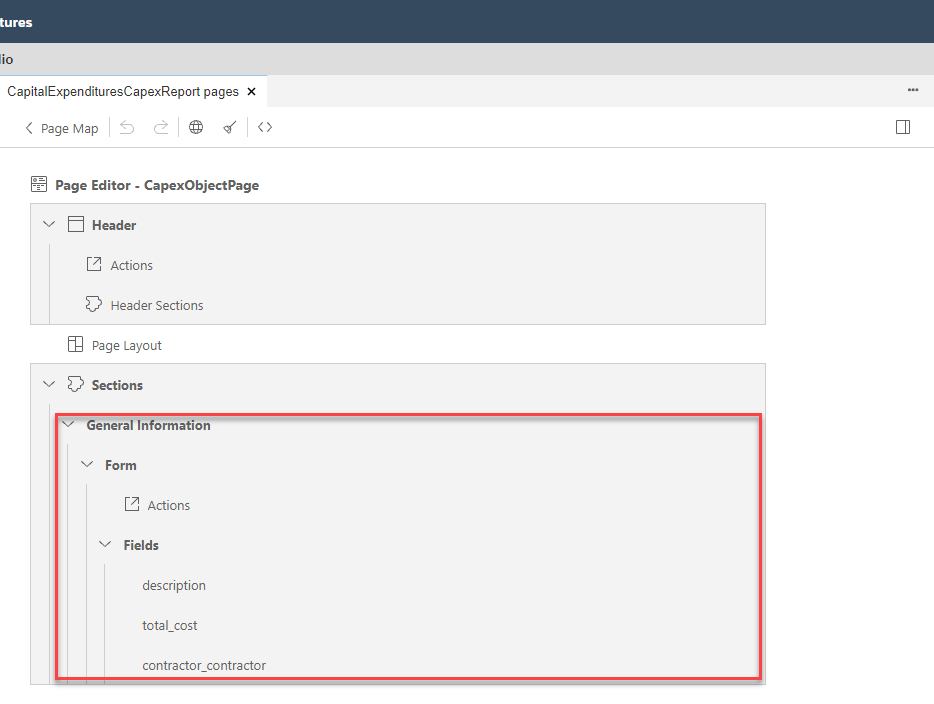 tures
lio
CapitalExpendituresCapexReport pages
Page Map
Page Editor - CapexObjectPage
Header
Actions
Header Sections
Page Layout
Sections
General Information
Form
Actions
Fields
description
total_cost
contractor_contractor